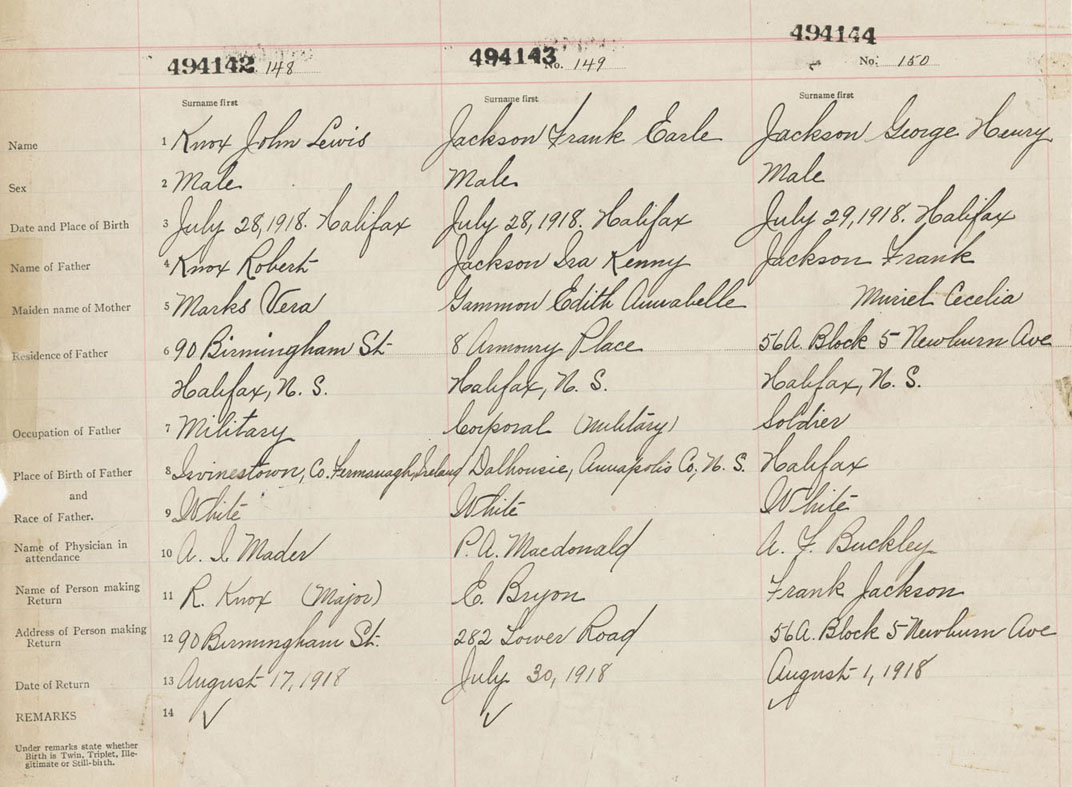 494142 148 494143 No. 149 494144 No. 150
Surname first Surname first Surname first
Name 1 Knox John Lewis Jackson Frank Earle Jackson George Henry
Sex 2 Male Male Male
Date and Place of Birth 3 July 28, 1918. Halifax July 28, 1918. Halifax July 29, 1918. Halifax
Name of Father 4 Knox Robert Jackson Ira Kenny Jackson Frank
Maiden name of Mother 5 Marks Vera Gammon Edith Annabelle Muriel Cecelia
Residence of Father 6 90 Birmingham St 8 Armoury Place 56A. Block 5 Newburn Ave
Halifax, N. S. Halifax, N. S. Halifax, N. S.
Occupation of Father 7 Military Corporal (Military) Soldier
Place of Birth of Father 8 Irvinestown, Co. Fermanagh, Ireland Dalhousie, Annapolis Co, N. S. Halifax
and
Race of Father. 9 White White White
Name of Physician in
attendance 10 A. I. Mader P. A. Macdonald A. F. Buckley
Name of Person making
Return 11 R. Knox (Major) E. Bryon Frank Jackson
Address of Person making
Return 12 90 Birmingham St. 282 Lower Road 56A. Block 5 Newburn Ave
Date of Return 13 August 17, 1918 July 30, 1918 August 1, 1918
REMARKS 14 ✓ ✓
Under remarks state whether
Birth is Twin, Triplet, Ille-
gitimate or Still-birth.